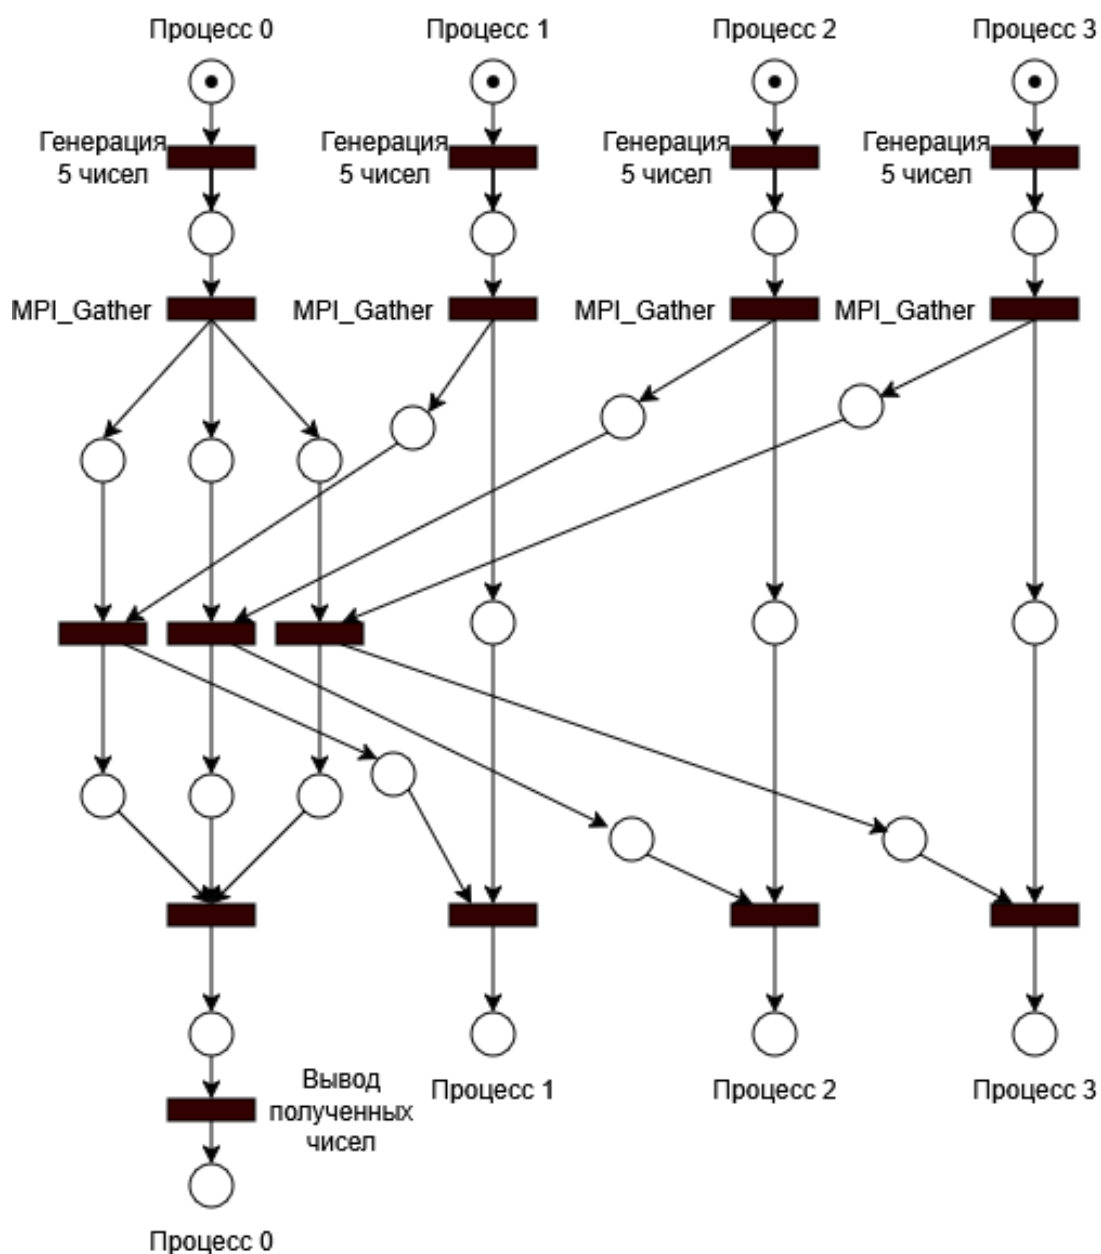 Процесс 0
Процесс 1
Процесс 2
Процесс 3
Генерация
5 чисел
Генерация
5 чисел
Генерация
5 чисел
Генерация
5 чисел
MPI_Gather
MPI_Gather
MPI_Gather
MPI_Gather
Вывод
полученных
чисел
Процесс 1
Процесс 2
Процесс 3
Процесс 0